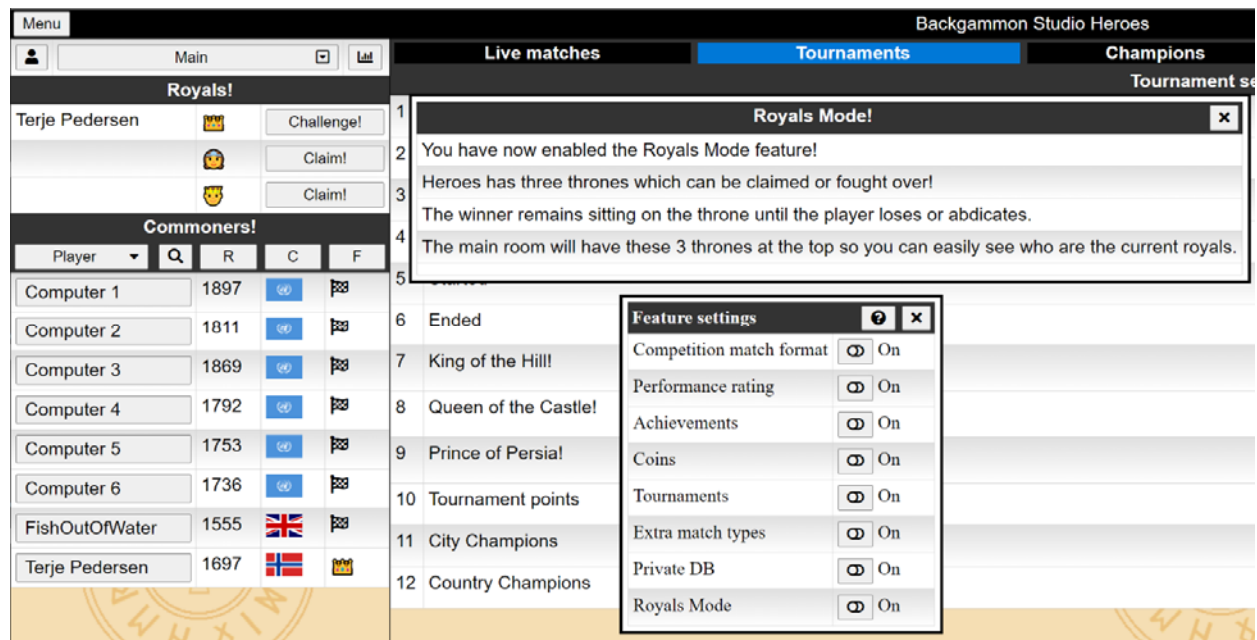 Menu
Backgammon Studio Heroes
Main
Live matches
Tournaments
Champions
Royals!
Terje Pedersen
Challenge!
Claim!
Claim!
Commoners!
Player R C F
Computer 1 1897
Computer 2 1811
Computer 3 1869
Computer 4 1792
Computer 5 1753
Computer 6 1736
FishOutOfWater 1555
Terje Pedersen 1697
Tournament se
1
2
3
4
5
6 Ended
7 King of the Hill!
8 Queen of the Castle!
9 Prince of Persia!
10 Tournament points
11 City Champions
12 Country Champions
Royals Mode!
You have now enabled the Royals Mode feature!
Heroes has three thrones which can be claimed or fought over!
The winner remains sitting on the throne until the player loses or abdicates.
The main room will have these 3 thrones at the top so you can easily see who are the current royals.
Feature settings
Competition match format On
Performance rating On
Achievements On
Coins On
Tournaments On
Extra match types On
Private DB On
Royals Mode On